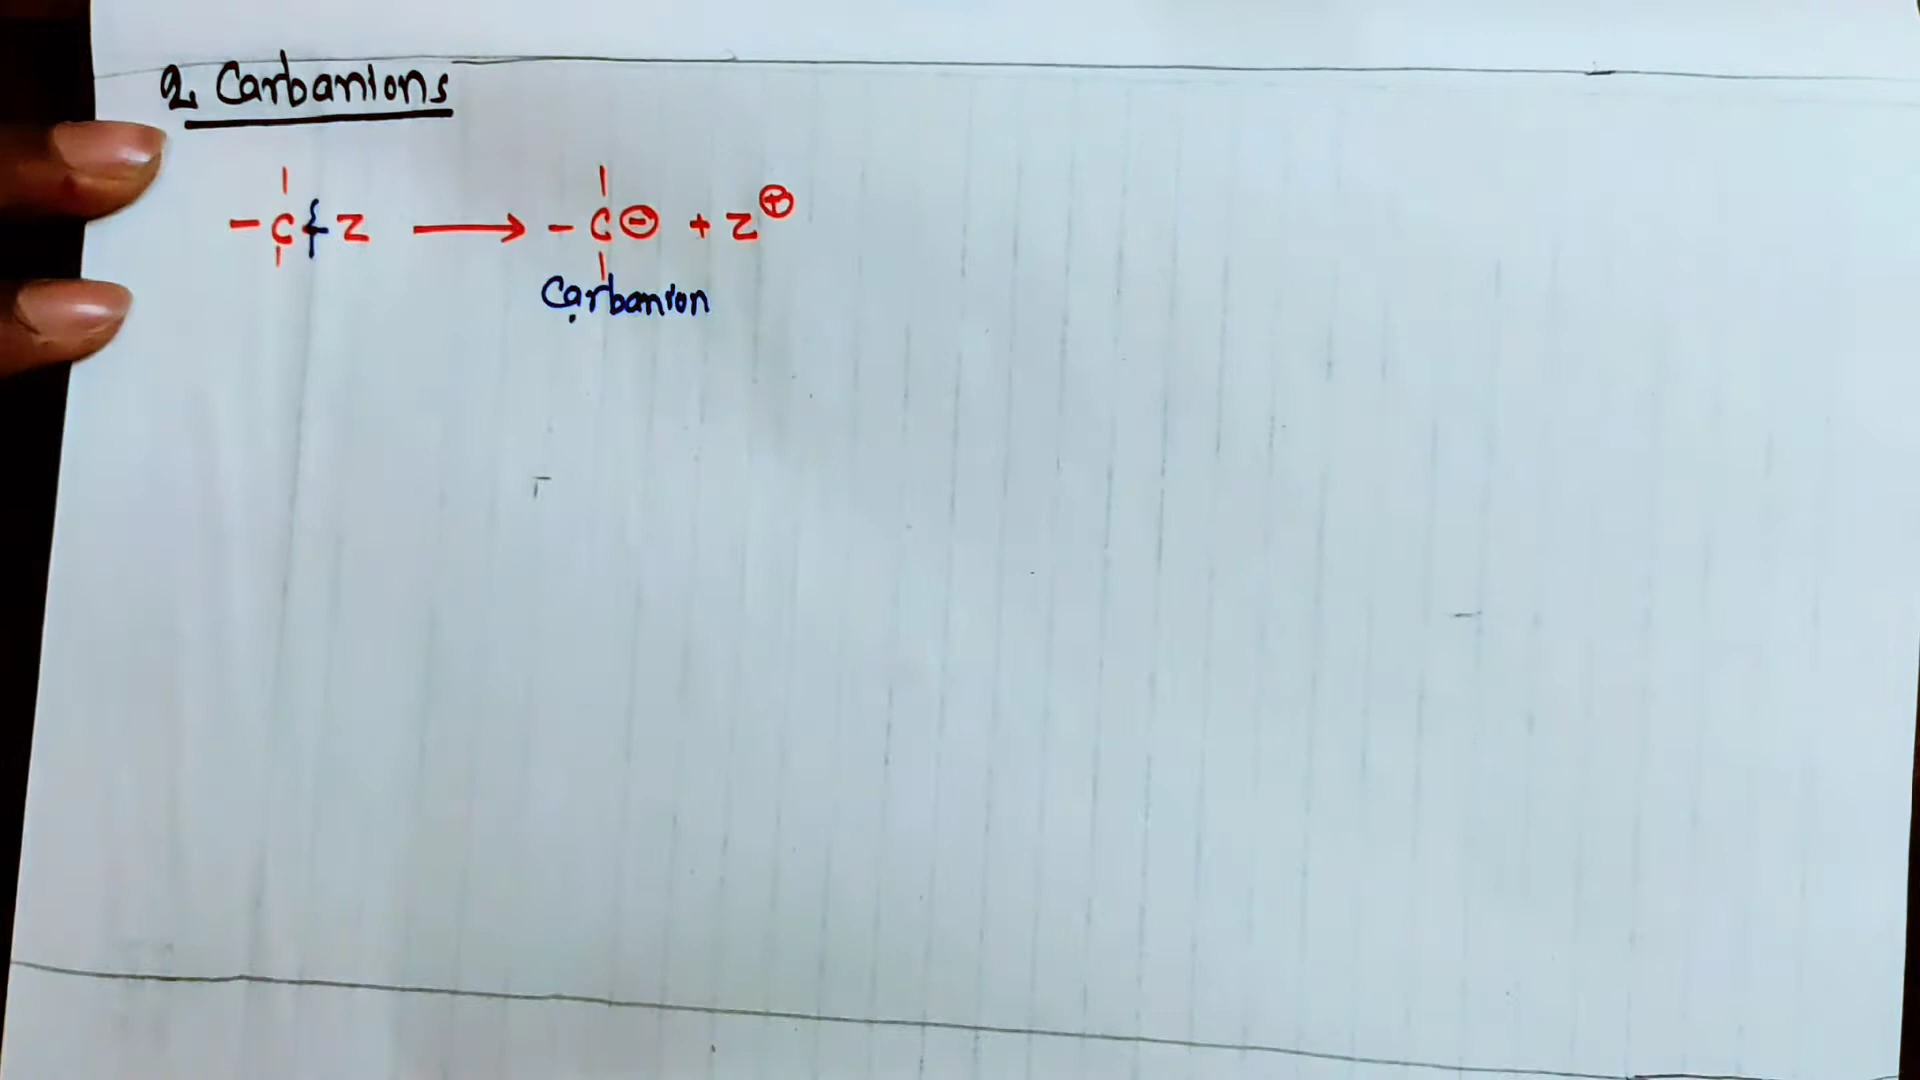 2 Carbanions
-C{-Z ⟶ -C⊖ + Z⊕
Carbanion